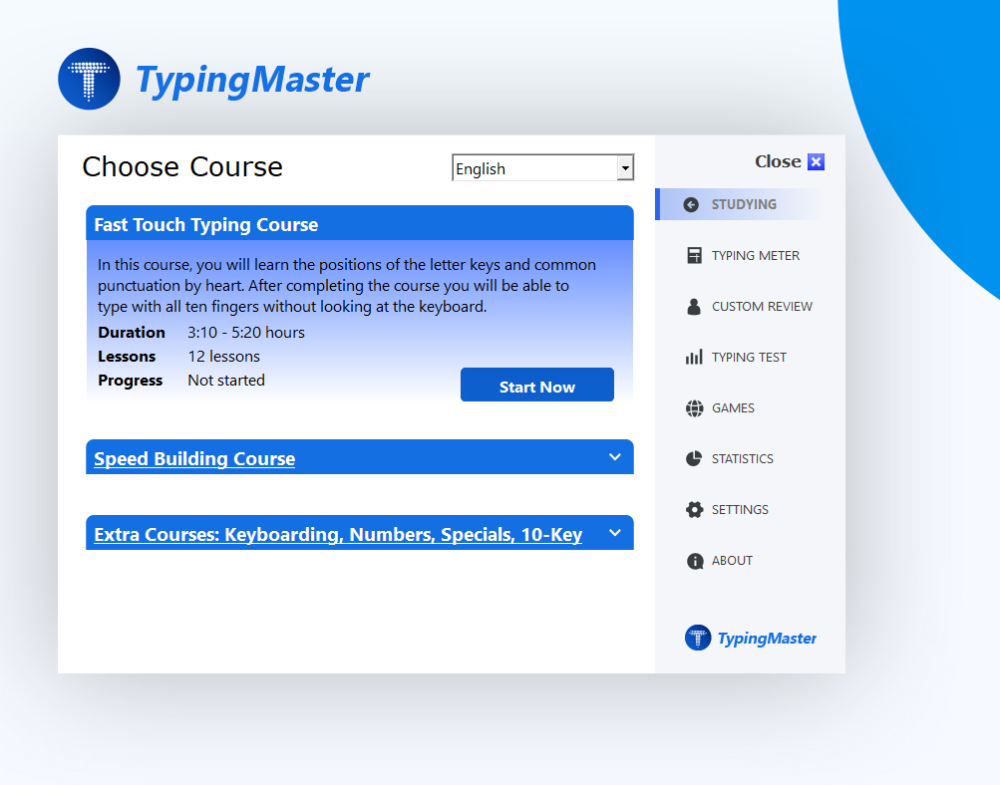 TypingMaster
Choose Course
English
Close
Fast Touch Typing Course
In this course, you will learn the positions of the letter keys and common
punctuation by heart. After completing the course you will be able to
type with all ten fingers without looking at the keyboard.
Duration 3:10 - 5:20 hours
Lessons 12 lessons
Progress Not started
Start Now
Speed Building Course
Extra Courses: Keyboarding, Numbers, Specials, 10-Key
STUDYING
TYPING METER
CUSTOM REVIEW
TYPING TEST
GAMES
STATISTICS
SETTINGS
ABOUT
TypingMaster